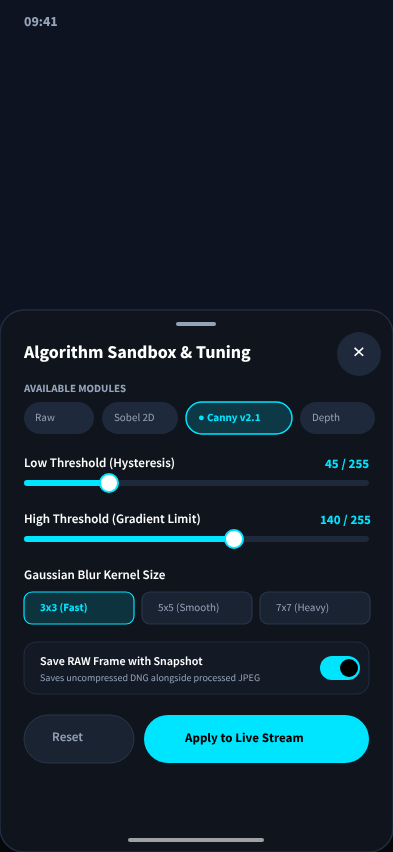 09:41
Algorithm Sandbox & Tuning
✕
AVAILABLE MODULES
Raw
Sobel 2D
● Canny v2.1
Depth
Low Threshold (Hysteresis)
45 / 255
High Threshold (Gradient Limit)
140 / 255
Gaussian Blur Kernel Size
3x3 (Fast)
5x5 (Smooth)
7x7 (Heavy)
Save RAW Frame with Snapshot
Saves uncompressed DNG alongside processed JPEG
Reset
Apply to Live Stream